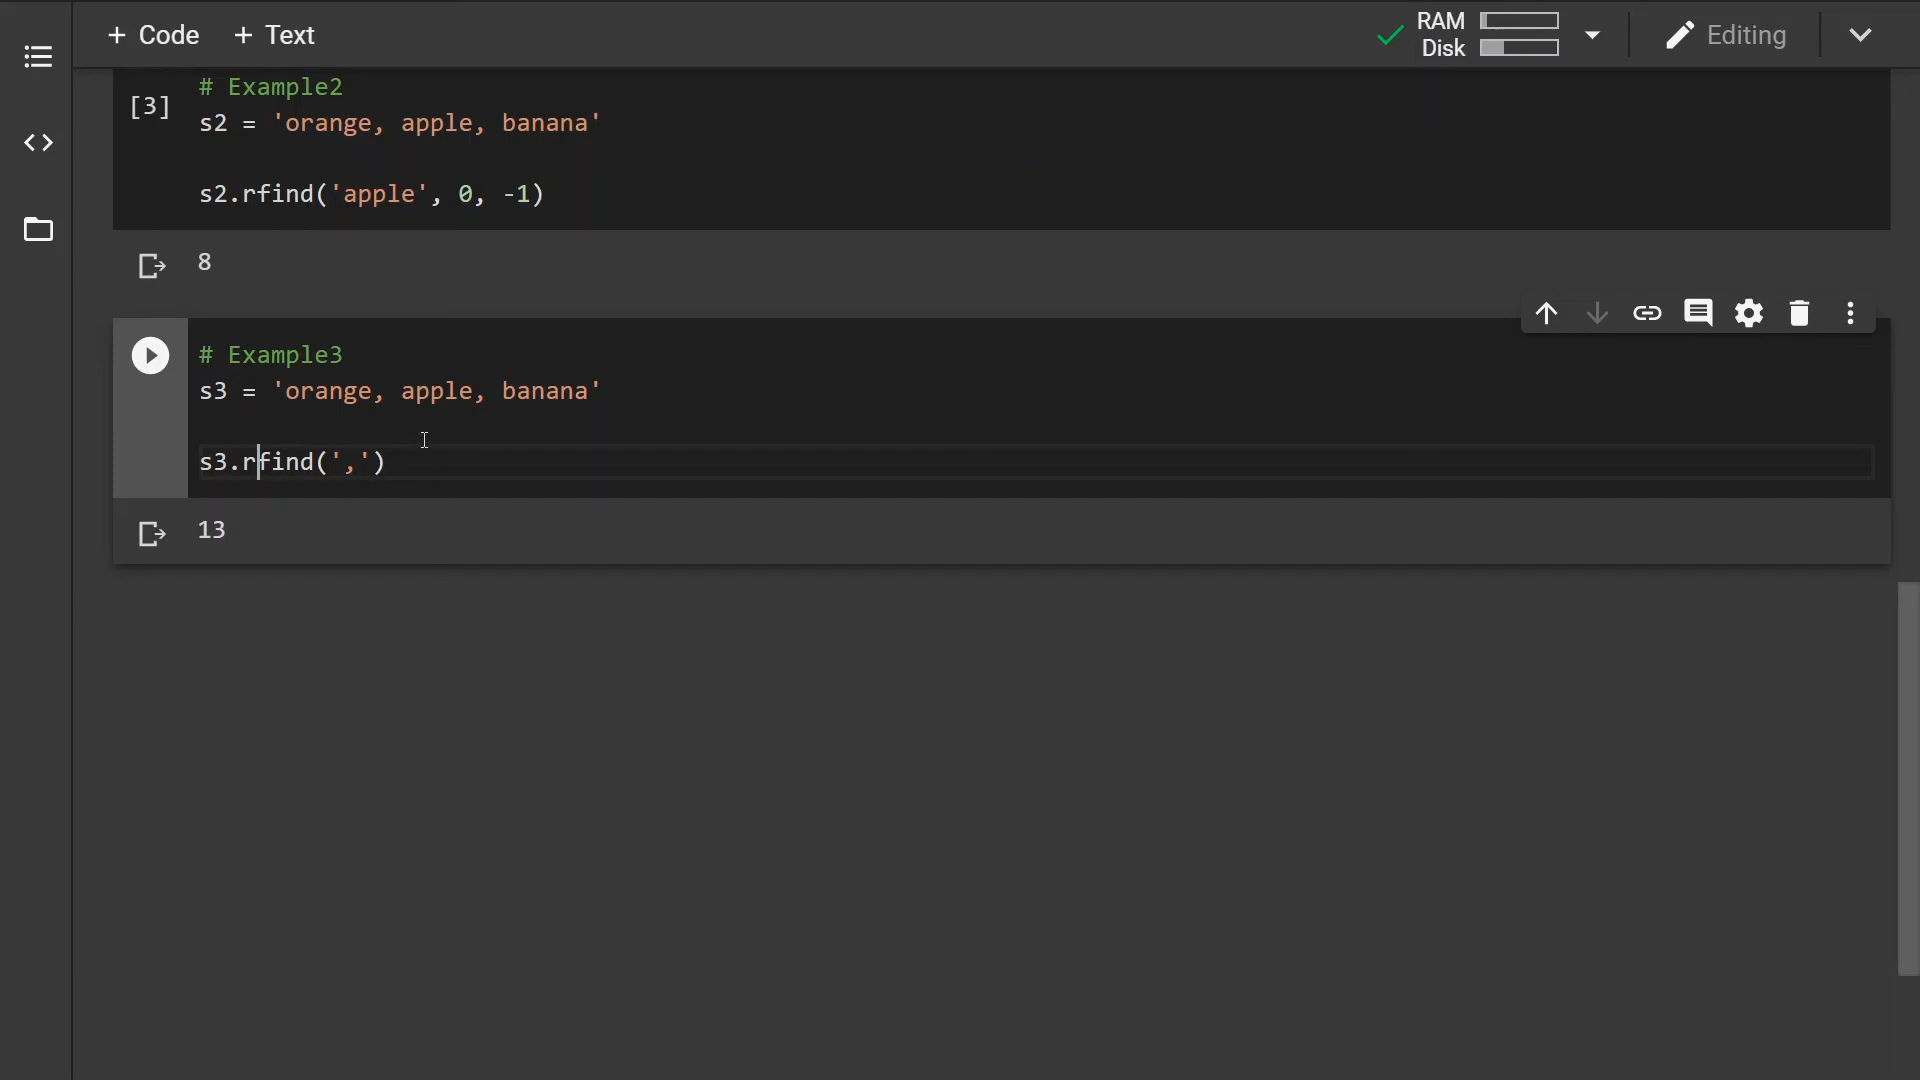 + Code + Text
RAM
Disk
Editing
[3]
# Example2
s2 = 'orange, apple, banana'
s2.rfind('apple', 0, -1)
8
# Example3
s3 = 'orange, apple, banana'
s3.rfind(',')
13